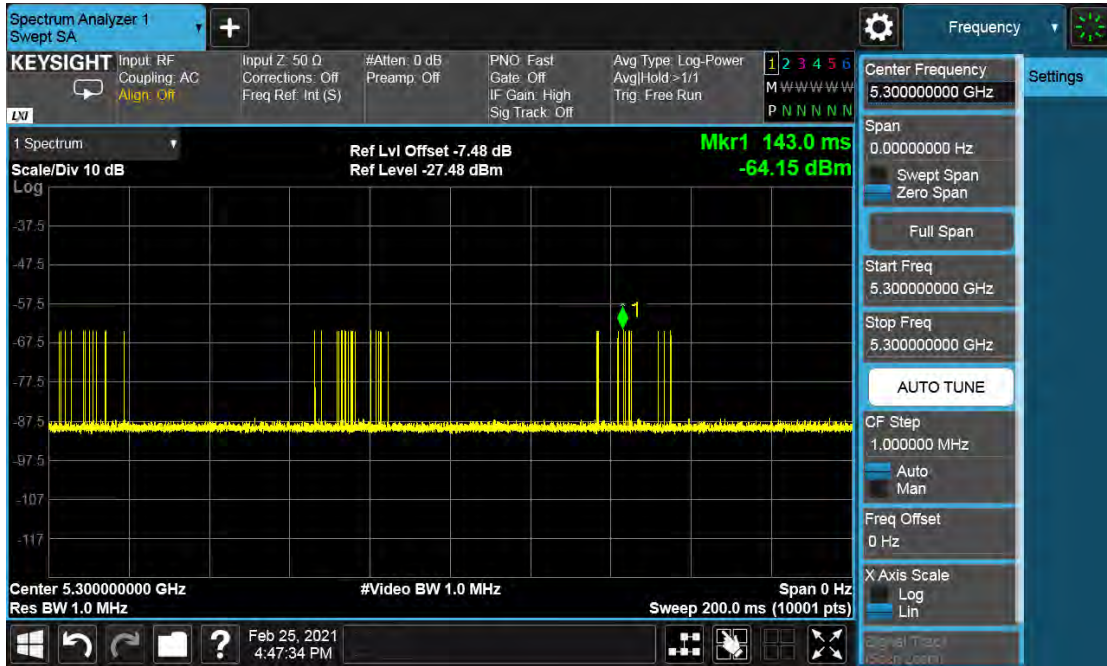 Spectrum Analyzer 1
Swept SA
+
Frequency
KEYSIGHT
Input: RF
Coupling: AC
Align: Off
Input Z: 50 Ω
Corrections: Off
Freq Ref: Int (S)
#Atten: 0 dB
Preamp: Off
PNO: Fast
Gate: Off
IF Gain: High
Sig Track: Off
Avg Type: Log-Power
Avg|Hold >1/1
Trig: Free Run
1 2 3 4 5 6
M W W W W W
P N N N N N
LXI
1 Spectrum
Scale/Div 10 dB
Ref Lvl Offset -7.48 dB
Ref Level -27.48 dBm
Mkr1 143.0 ms
-64.15 dBm
Log
-37.5
-47.5
-57.5
-67.5
-77.5
-87.5
-97.5
-107
-117
1
Center 5.300000000 GHz
Res BW 1.0 MHz
#Video BW 1.0 MHz
Span 0 Hz
Sweep 200.0 ms (10001 pts)
Center Frequency
5.300000000 GHz
Settings
Span
0.00000000 Hz
Swept Span
Zero Span
Full Span
Start Freq
5.300000000 GHz
Stop Freq
5.300000000 GHz
AUTO TUNE
CF Step
1.000000 MHz
Auto
Man
Freq Offset
0 Hz
X Axis Scale
Log
Lin
Signal Track
(Span Zoom)
?
Feb 25, 2021
4:47:34 PM